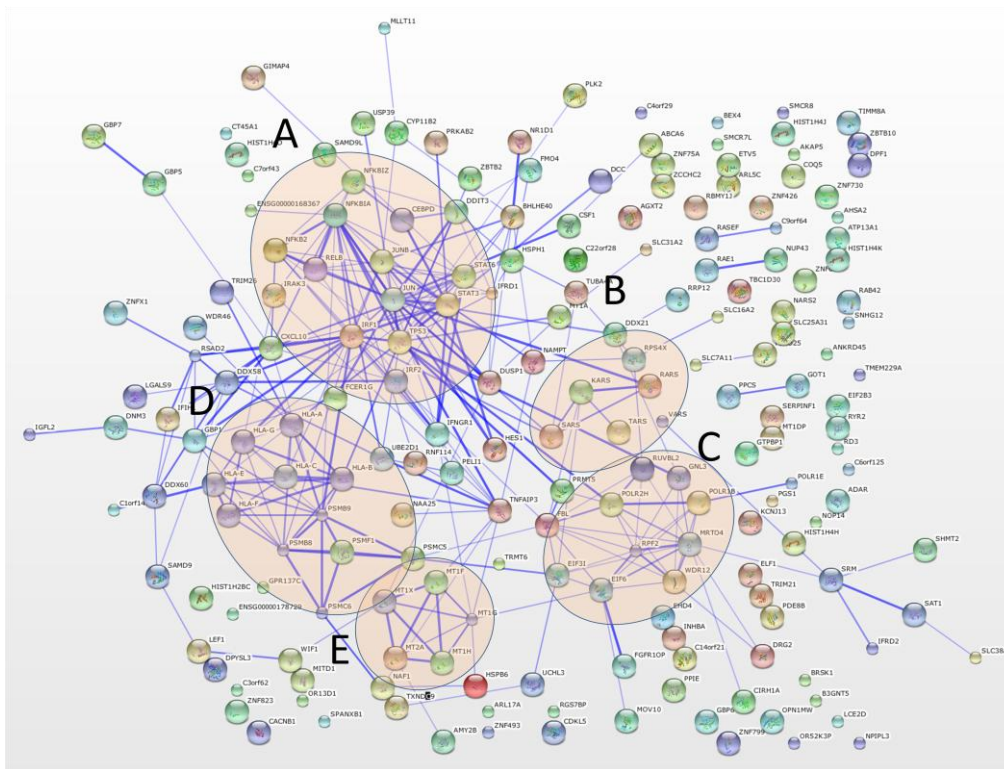 MLLT11
GIMAP4
PLK2
GBP7
USP39
CYP11B2
C4orf29
SMCR8
CT45A1
A
PRKAB2
NR1D1
BEX4
HIST1H4J
TIMM8A
SAMD9L
ABCA6
SMCR7L
ZBTB10
C7orf43
FMO4
ZNF75A
ETV5
AKAP5
DPF1
GBP5
NFKBIZ
ZBTB2
DCC
ZCCHC2
ARL5C
COQ5
ENSG00000168367
CEBPD
DDIT3
BHLHE40
AGXT2
RBMY1J
ZNF426
ZNF730
NFKBIA
CSF1
RASEF
C9orf64
AHSA2
NFKB2
JUNB
HSPH1
C22orf28
SLC31A2
NUP43
ATP13A1
RELB
STAT6
RAE1
HIST1H4K
TRIM25
IRAK3
JUN
STAT3
IFRD1
TUBA4A
B
RRP12
TBC1D30
RAB42
ZNFX1
NARS2
WDR46
CXCL10
IRF1
TP53
DDX21
SLC16A2
SLC25A31
SNHG12
RSAD2
NAMPT
RPS4X
ANKRD45
DDX58
FCER1G
IRF2
DUSP1
SLC7A11
TMEM229A
LGALS9
D
HLA-A
KARS
RARS
PPCS
GOT1
IGFL2
DNM3
GBP1
HLA-G
IFNGR1
SARS
TARS
VARS
SERPINF1
EIF2B3
UBE2D1
HES1
C
MT1DP
RYR2
HLA-E
HLA-C
HLA-B
RNF114
PELI1
RUVBL2
GNL3
GTPBP1
RD3
DDX60
PRMT5
POLR1E
C6orf125
C1orf14
HLA-F
PSMB9
NAA25
TNFAIP3
POLR2H
POLR1B
PGS1
ADAR
FBL
KCNJ13
NOP14
PSMB8
PSMF1
PSMC5
RPF2
MRTO4
HIST1H4H
SHMT2
SAMD9
TRMT6
EIF3I
WDR12
ELF1
SRM
GPR137C
MT1F
EIF6
TRIM21
HIST1H2BC
MT1X
PDE8B
SAT1
ENSG00000178729
PSMC6
MT1G
EHD4
LEF1
E
MT2A
MT1H
INHBA
DRG2
IFRD2
DPYSL3
WIF1
FGFR1OP
C14orf21
MITD1
NAF1
HSPB6
UCHL3
PPIE
BRSK1
C3orf62
OR13D1
CIRH1A
B3GNT5
ZNF823
SPANXB1
ARL17A
RGS7BP
MOV10
OPN1MW
LCE2D
CACNB1
AMY2B
ZNF493
CDKL5
ZNF799
OR52K3P
NPIPL3